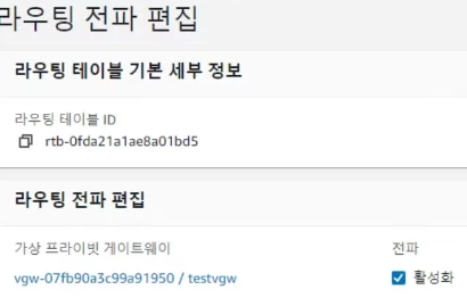 라우팅 전파 편집
라우팅 테이블 기본 세부 정보
라우팅 테이블 ID
rtb-0fda21a1ae8a01bd5
라우팅 전파 편집
가상 프라이빗 게이트웨이
전파
vgw-07fb90a3c99a91950 / testvgw
활성화